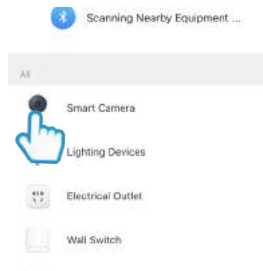 Scanning Nearby Equipment ...
All
Smart Camera
Lighting Devices
Electrical Outlet
Wall Switch